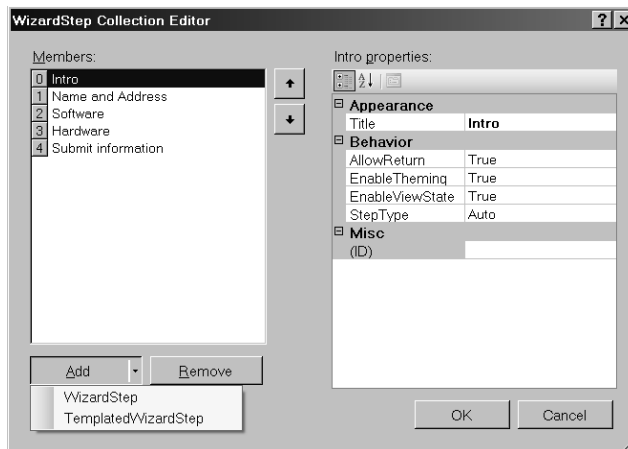 WizardStep Collection Editor
Members:
0 Intro
1 Name and Address
2 Software
3 Hardware
4 Submit information
Add
Remove
WizardStep
TemplatedWizardStep
Intro properties:
Appearance
Title Intro
Behavior
AllowReturn True
EnableTheming True
EnableViewState True
StepType Auto
Misc
(ID)
OK Cancel